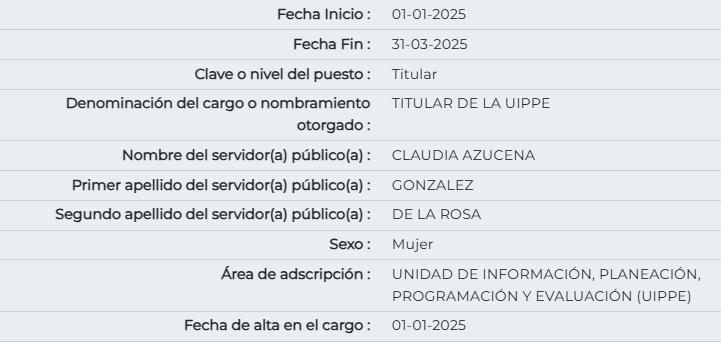 Fecha Inicio : 01-01-2025
Fecha Fin : 31-03-2025
Clave o nivel del puesto : Titular
Denominación del cargo o nombramiento TITULAR DE LA UIPPE
otorgado :
Nombre del servidor(a) público(a) : CLAUDIA AZUCENA
Primer apellido del servidor(a) público(a) : GONZALEZ
Segundo apellido del servidor(a) público(a) : DE LA ROSA
Sexo : Mujer
Área de adscripción : UNIDAD DE INFORMACIÓN, PLANEACIÓN,
PROGRAMACIÓN Y EVALUACIÓN (UIPPE)
Fecha de alta en el cargo : 01-01-2025